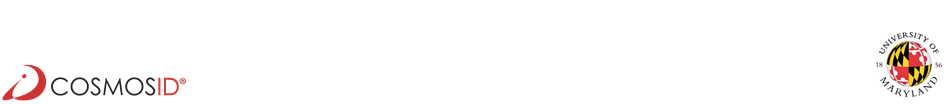 COSMOSID®
UNIVERSITY OF
18 56
MARYLAND